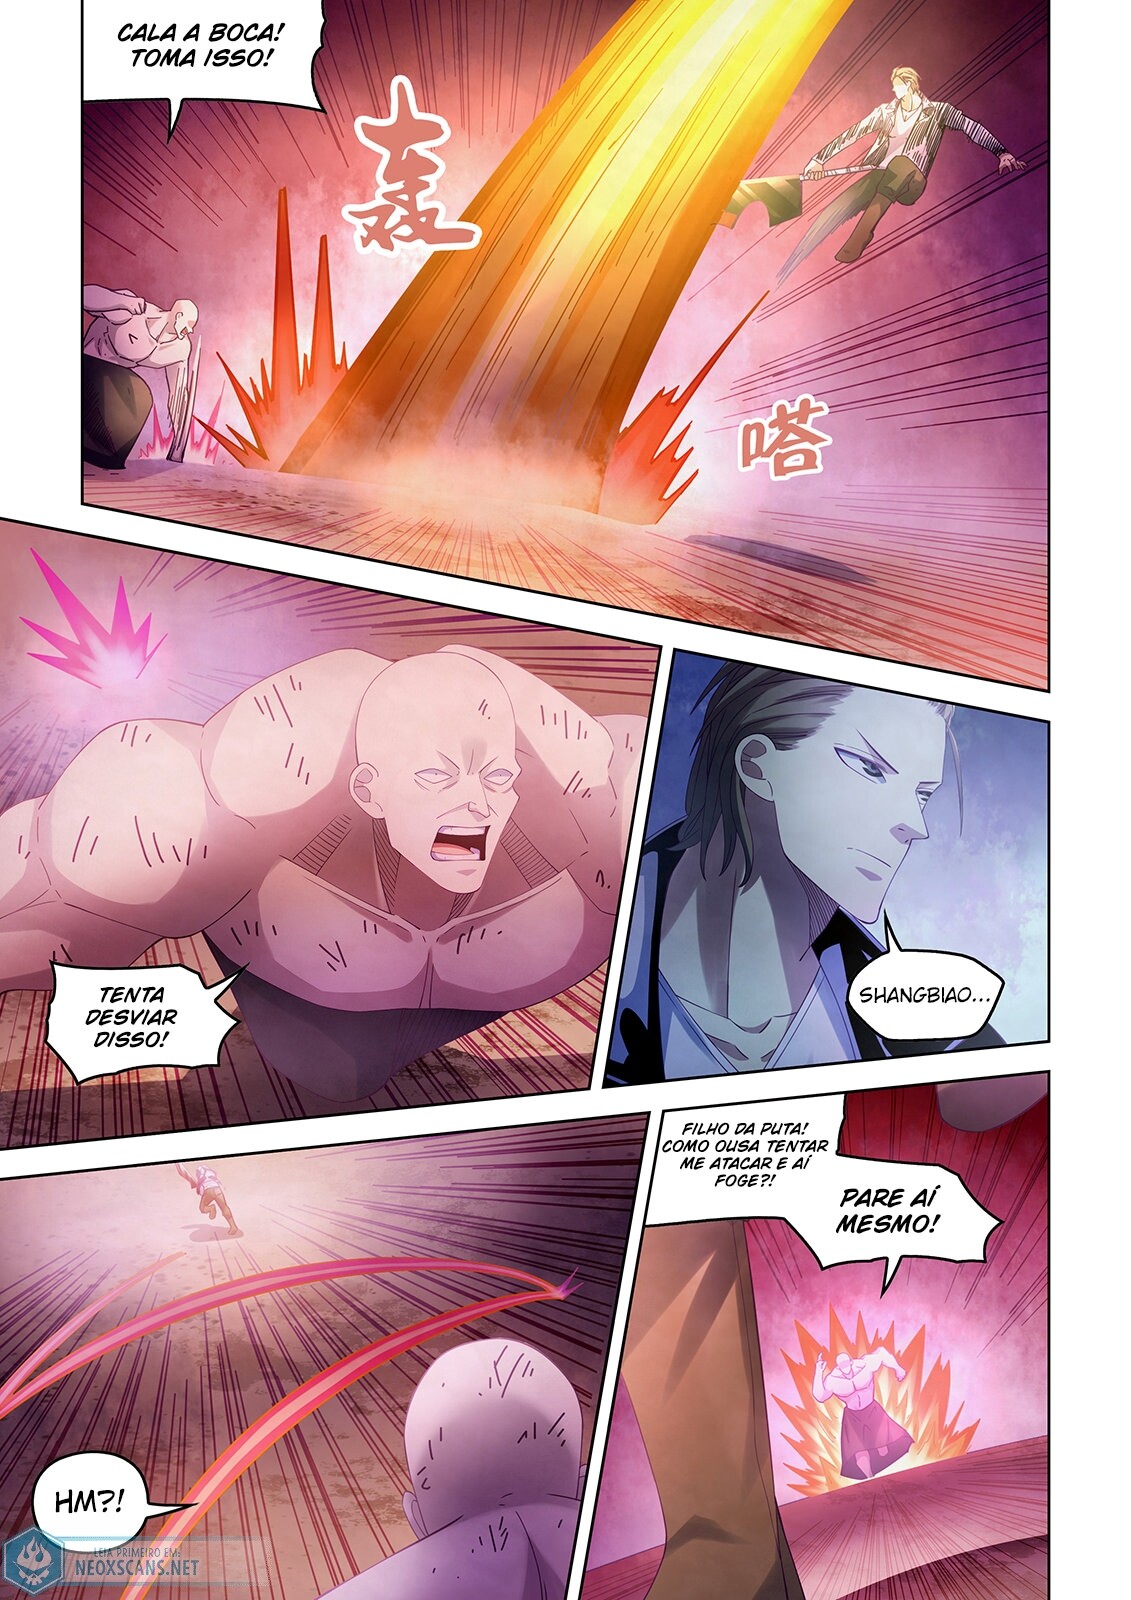 CALA A BOCA!
TOMA ISSO!
轰
嗒
TENTA
DESVIAR
DISSO!
SHANGBIAO...
FILHO DA PUTA!
COMO OUSA TENTAR
ME ATACAR E AÍ
FOGE?!
PARE AÍ
MESMO!
HM?!
LEIA PRIMEIRO EM:
NEOXSCANS.NET